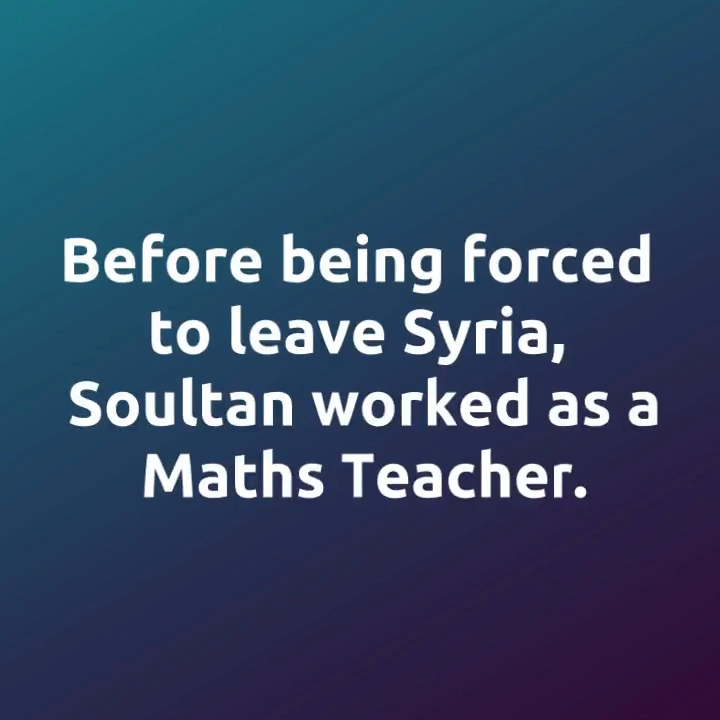 Before being forced
to leave Syria,
Soultan worked as a
Maths Teacher.